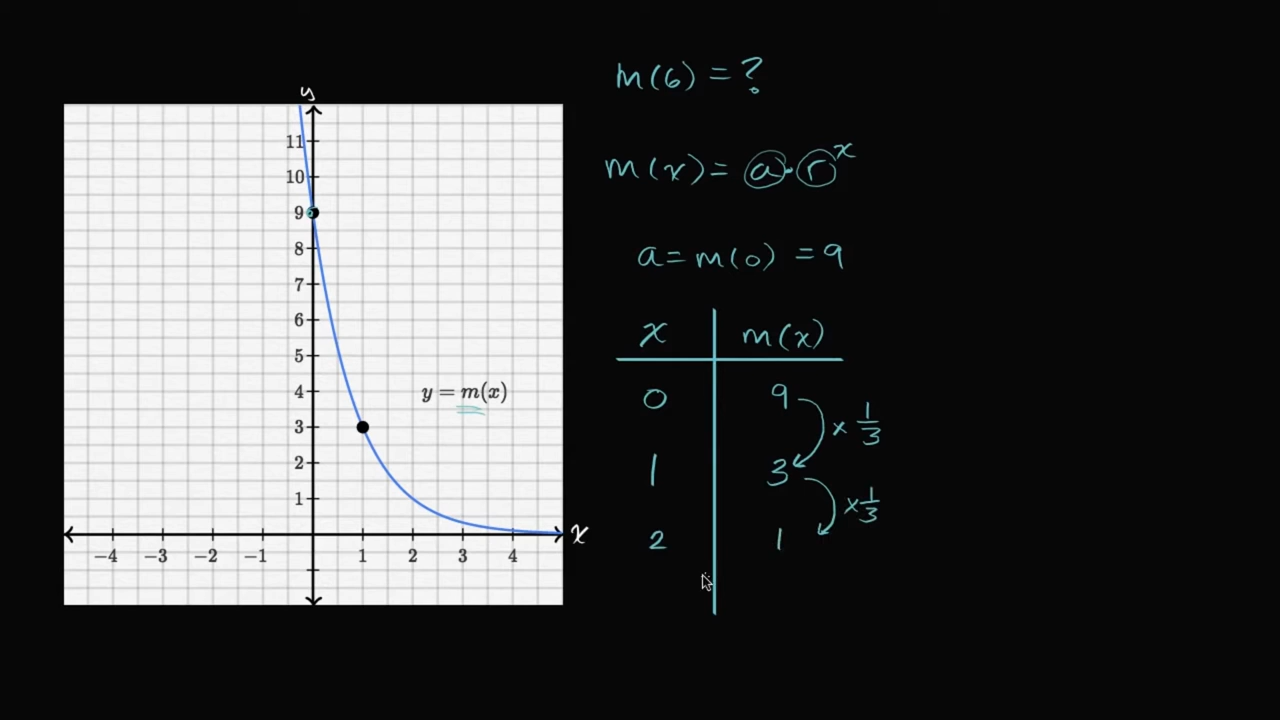 y
11
10
9
8
7
6
5
4
3
2
1
y = m(x)
−4 −3 −2 −1 1 2 3 4
x
m(6) = ?
m(x) = a · r^x
a = m(0) = 9
x m(x)
0 9
× 1/3
1 3
× 1/3
2 1